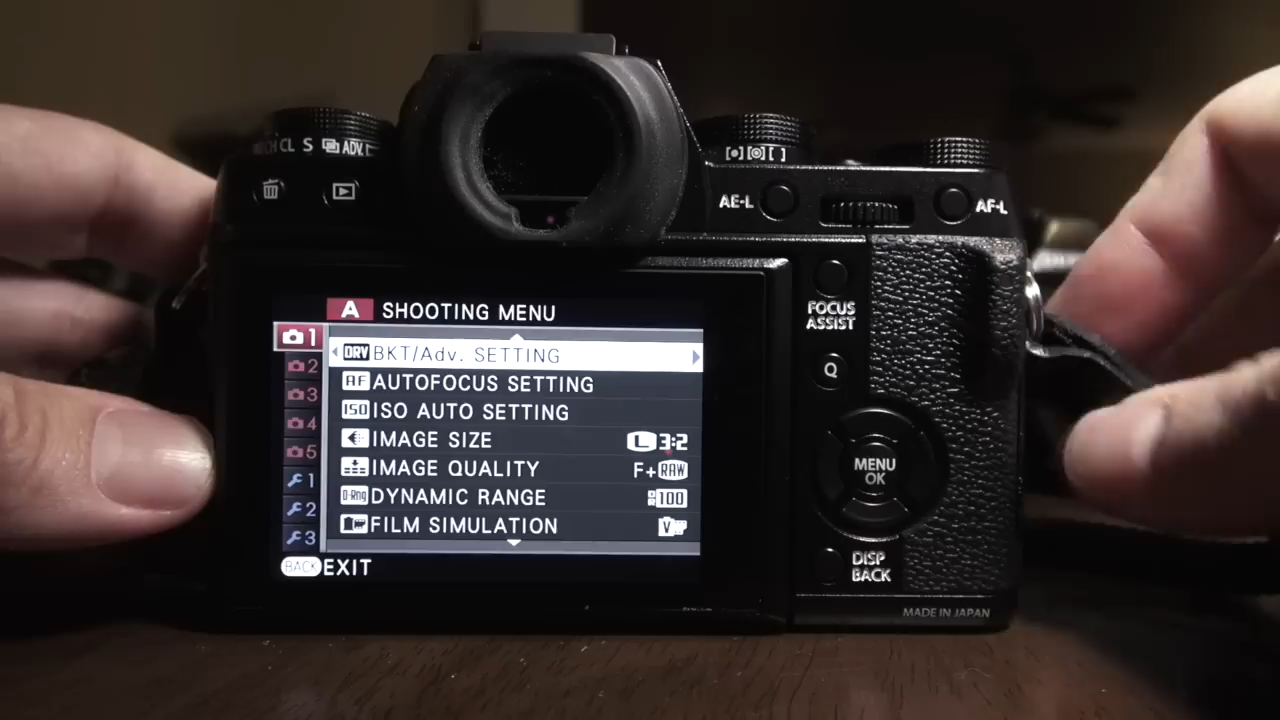 CL S ADV.
AE-L
AF-L
FOCUS
ASSIST
Q
MENU
OK
DISP
BACK
MADE IN JAPAN
A SHOOTING MENU
1
2
3
4
5
1
2
3
DRV BKT/Adv. SETTING
AF AUTOFOCUS SETTING
ISO ISO AUTO SETTING
IMAGE SIZE L 3:2
IMAGE QUALITY F+RAW
D-Rng DYNAMIC RANGE DR 100
FILM SIMULATION V
BACK EXIT